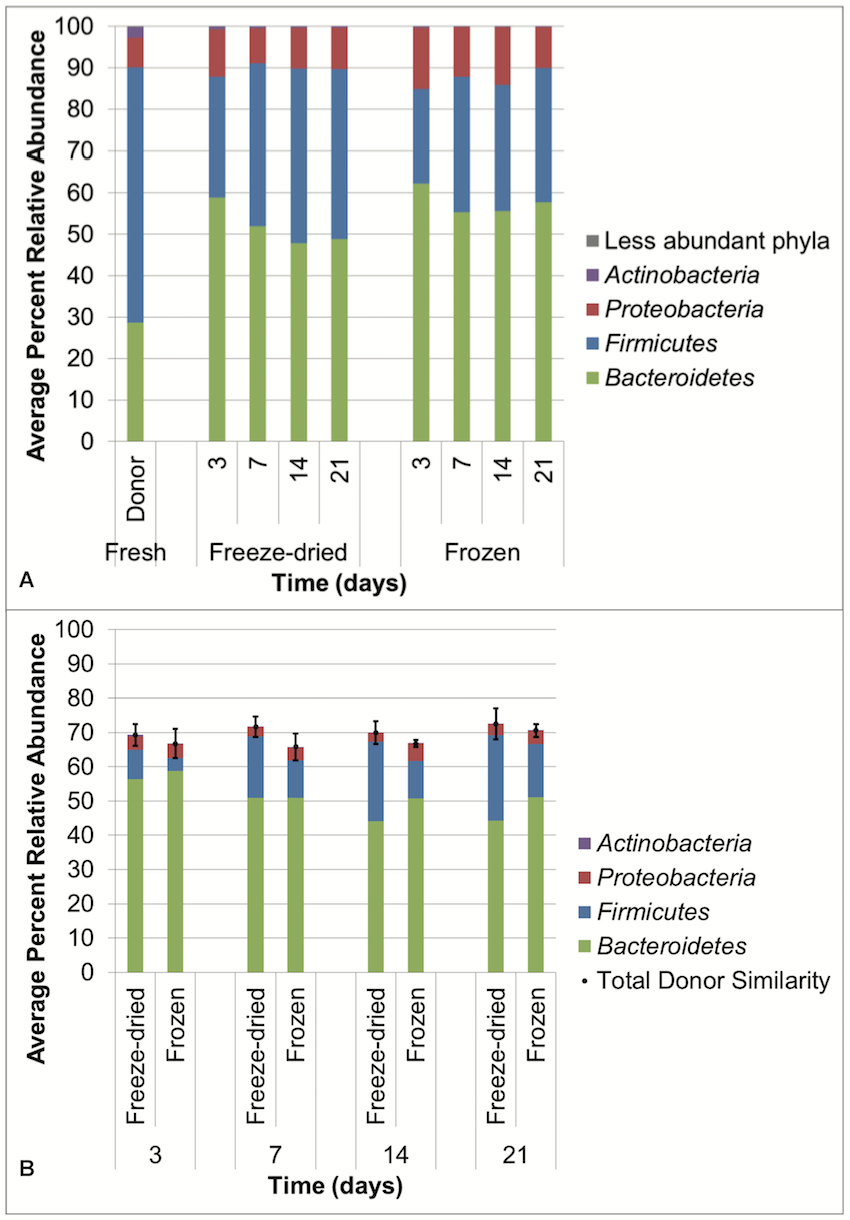 Average Percent Relative Abundance
100
90
80
70
60
50
40
30
20
10
0
Donor
3
7
14
21
3
7
14
21
Fresh
Freeze-dried
Frozen
Time (days)
Less abundant phyla
Actinobacteria
Proteobacteria
Firmicutes
Bacteroidetes
A
Average Percent Relative Abundance
100
90
80
70
60
50
40
30
20
10
0
Freeze-dried
Frozen
Freeze-dried
Frozen
Freeze-dried
Frozen
Freeze-dried
Frozen
3
7
14
21
Time (days)
Actinobacteria
Proteobacteria
Firmicutes
Bacteroidetes
Total Donor Similarity
B